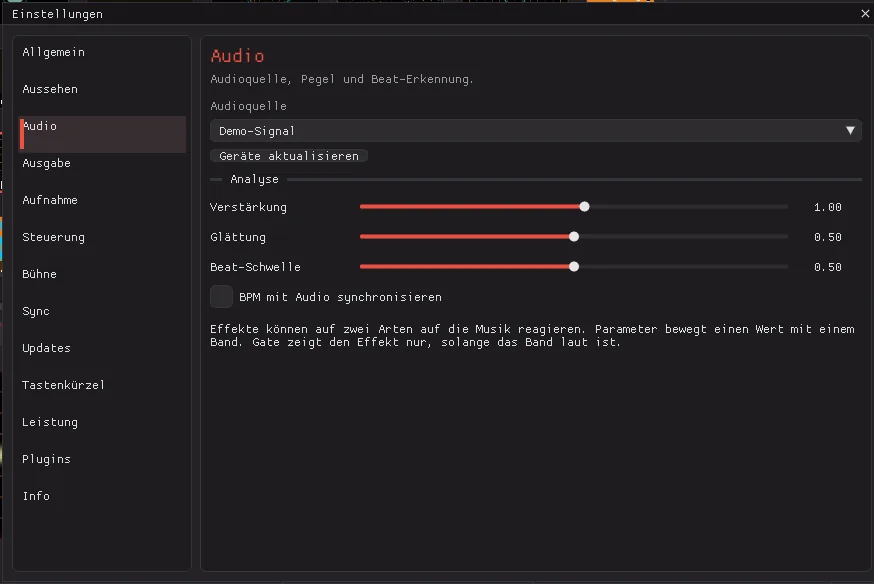 Einstellungen
Allgemein
Aussehen
Audio
Ausgabe
Aufnahme
Steuerung
Bühne
Sync
Updates
Tastenkürzel
Leistung
Plugins
Info
Audio
Audioquelle, Pegel und Beat-Erkennung.
Audioquelle
Demo-Signal
Geräte aktualisieren
Analyse
Verstärkung 1.00
Glättung 0.50
Beat-Schwelle 0.50
BPM mit Audio synchronisieren
Effekte können auf zwei Arten auf die Musik reagieren. Parameter bewegt einen Wert mit einem
Band. Gate zeigt den Effekt nur, solange das Band laut ist.